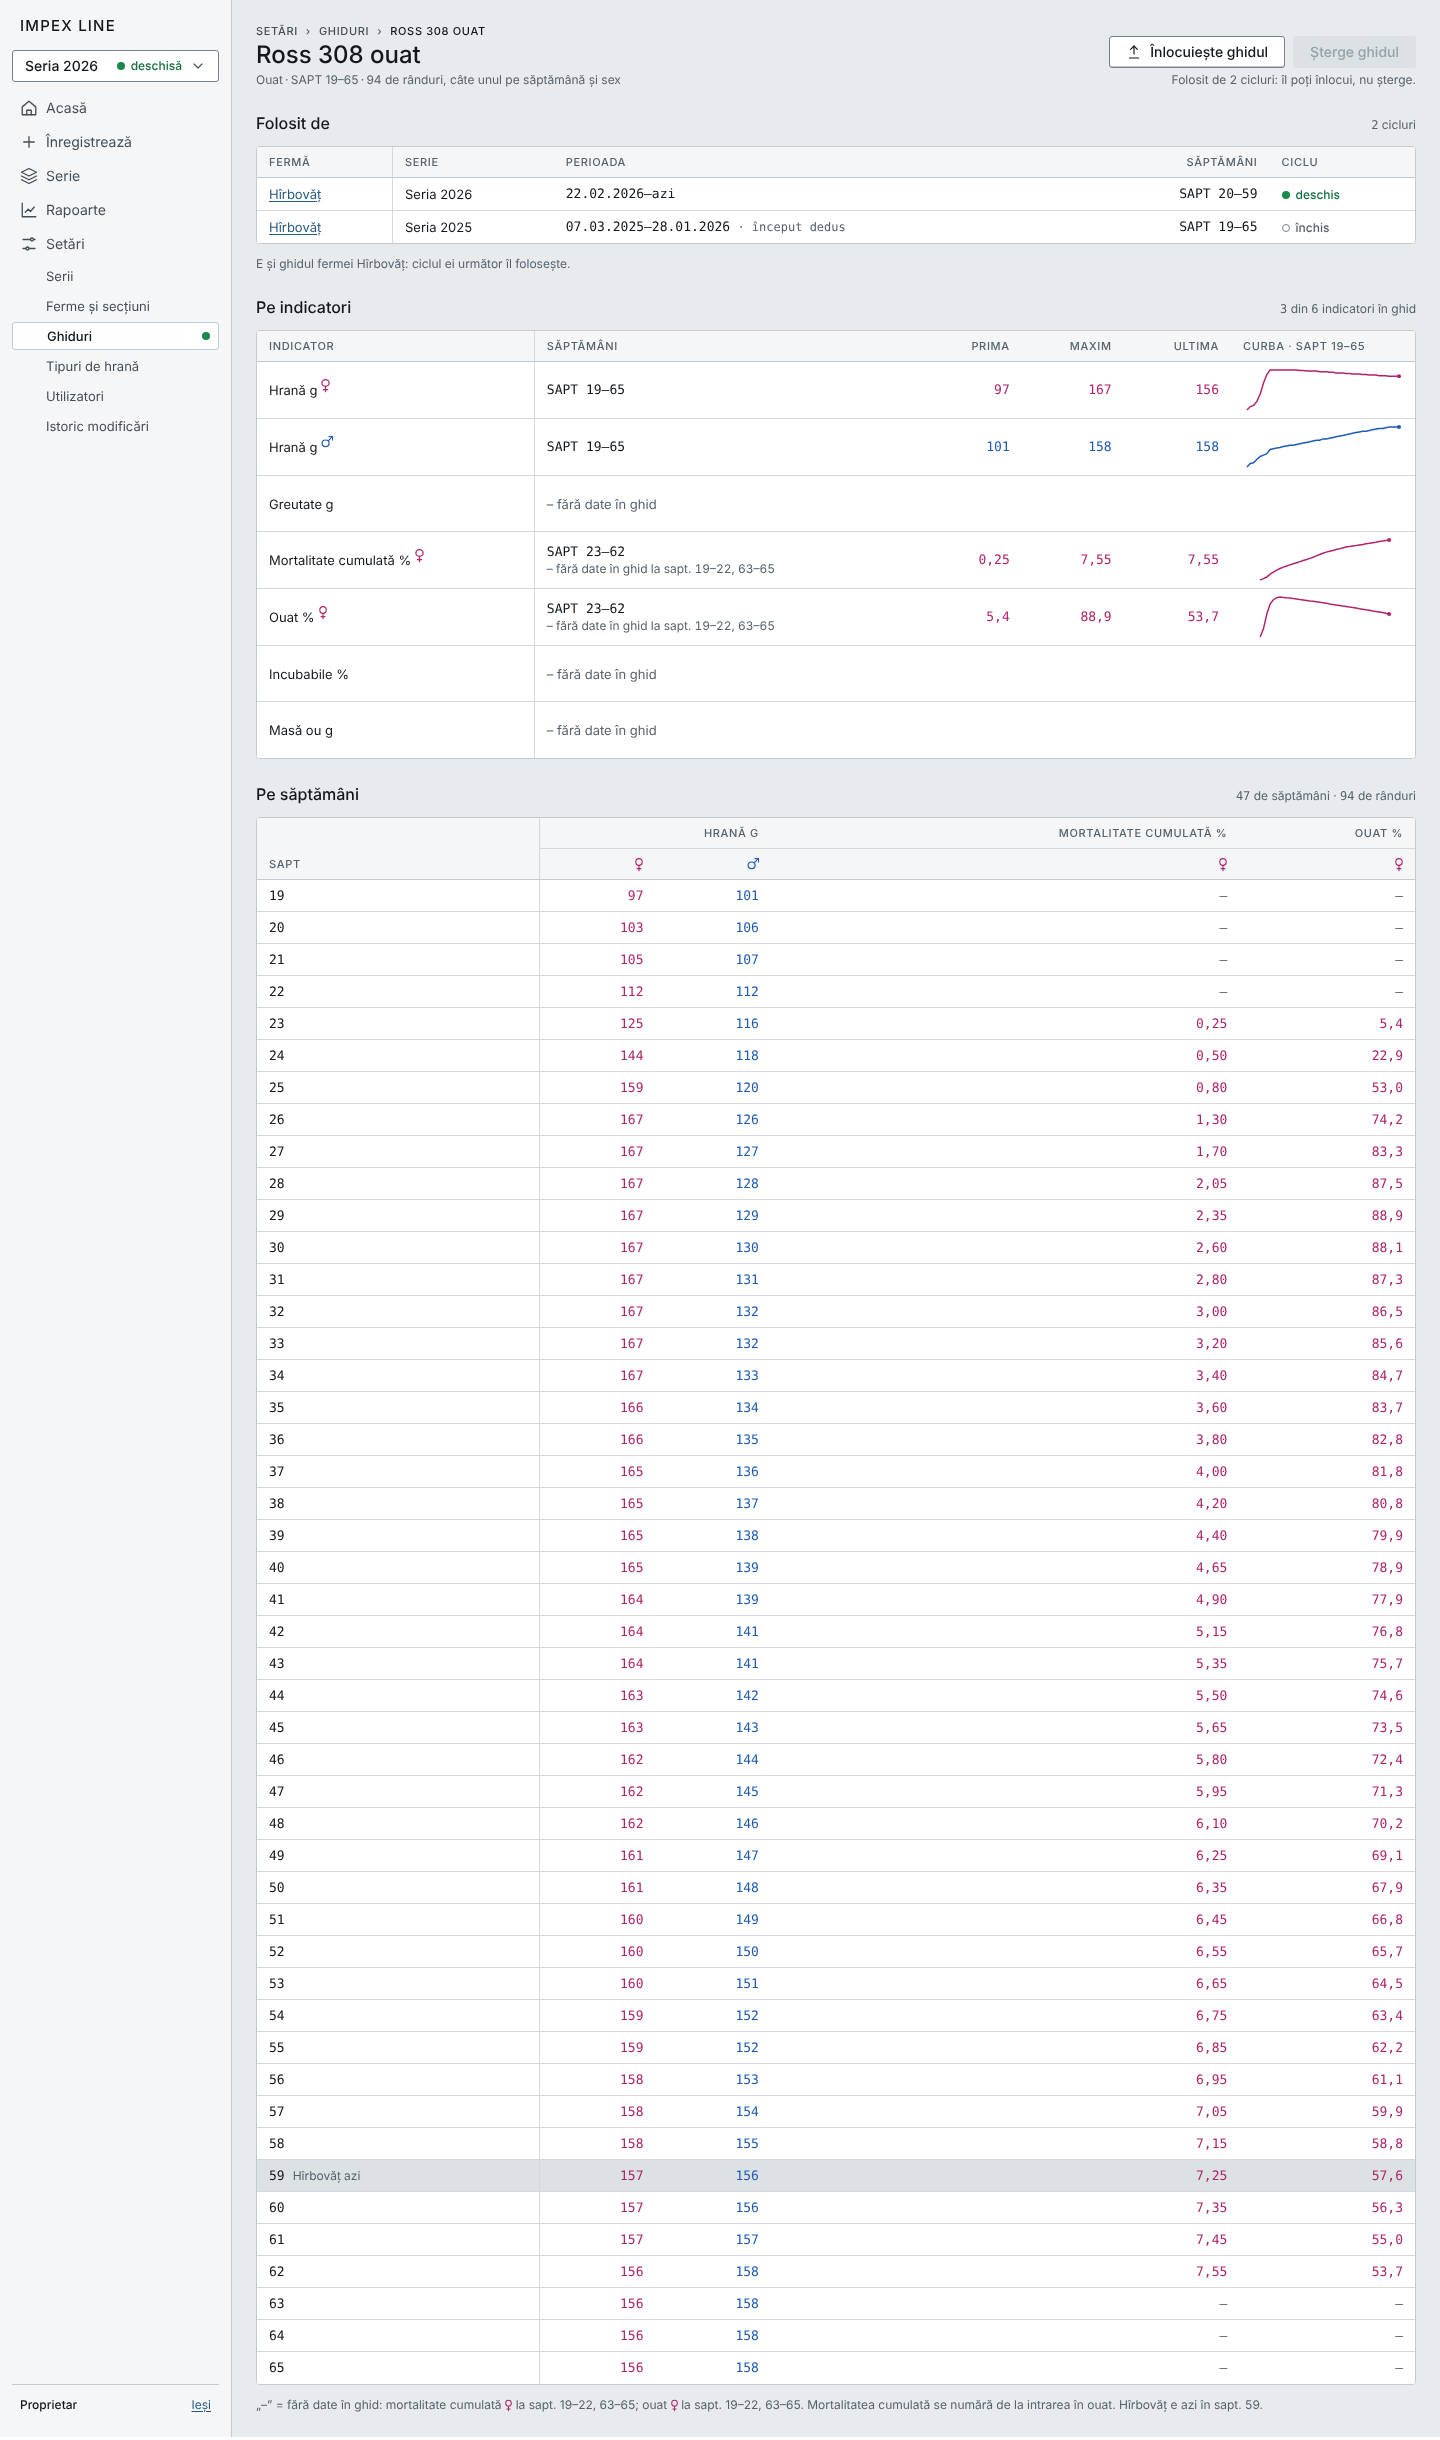 IMPEX LINE
Seria 2026 deschisă
Acasă
Înregistrează
Serie
Rapoarte
Setări
Serii
Ferme și secțiuni
Ghiduri
Tipuri de hrană
Utilizatori
Istoric modificări
Proprietar Ieși
SETĂRI › GHIDURI › ROSS 308 OUAT
Ross 308 ouat
Ouat · SAPT 19–65 · 94 de rânduri, câte unul pe săptămână și sex
Înlocuiește ghidul Șterge ghidul
Folosit de 2 cicluri: îl poți înlocui, nu șterge.
Folosit de 2 cicluri
FERMĂ SERIE PERIOADA SĂPTĂMÂNI CICLU
Hîrbovăț Seria 2026 22.02.2026–azi SAPT 20–59 deschis
Hîrbovăț Seria 2025 07.03.2025–28.01.2026 · început dedus SAPT 19–65 închis
E și ghidul fermei Hîrbovăț: ciclul ei următor îl folosește.
Pe indicatori 3 din 6 indicatori în ghid
INDICATOR SĂPTĂMÂNI PRIMA MAXIM ULTIMA CURBA · SAPT 19–65
Hrană g ♀ SAPT 19–65 97 167 156
Hrană g ♂ SAPT 19–65 101 158 158
Greutate g – fără date în ghid
Mortalitate cumulată % ♀ SAPT 23–62 0,25 7,55 7,55
– fără date în ghid la sapt. 19–22, 63–65
Ouat % ♀ SAPT 23–62 5,4 88,9 53,7
– fără date în ghid la sapt. 19–22, 63–65
Incubabile % – fără date în ghid
Masă ou g – fără date în ghid
Pe săptămâni 47 de săptămâni · 94 de rânduri
HRANĂ G MORTALITATE CUMULATĂ % OUAT %
SAPT ♀ ♂ ♀ ♀
19 97 101 – –
20 103 106 – –
21 105 107 – –
22 112 112 – –
23 125 116 0,25 5,4
24 144 118 0,50 22,9
25 159 120 0,80 53,0
26 167 126 1,30 74,2
27 167 127 1,70 83,3
28 167 128 2,05 87,5
29 167 129 2,35 88,9
30 167 130 2,60 88,1
31 167 131 2,80 87,3
32 167 132 3,00 86,5
33 167 132 3,20 85,6
34 167 133 3,40 84,7
35 166 134 3,60 83,7
36 166 135 3,80 82,8
37 165 136 4,00 81,8
38 165 137 4,20 80,8
39 165 138 4,40 79,9
40 165 139 4,65 78,9
41 164 139 4,90 77,9
42 164 141 5,15 76,8
43 164 141 5,35 75,7
44 163 142 5,50 74,6
45 163 143 5,65 73,5
46 162 144 5,80 72,4
47 162 145 5,95 71,3
48 162 146 6,10 70,2
49 161 147 6,25 69,1
50 161 148 6,35 67,9
51 160 149 6,45 66,8
52 160 150 6,55 65,7
53 160 151 6,65 64,5
54 159 152 6,75 63,4
55 159 152 6,85 62,2
56 158 153 6,95 61,1
57 158 154 7,05 59,9
58 158 155 7,15 58,8
59 Hîrbovăț azi 157 156 7,25 57,6
60 157 156 7,35 56,3
61 157 157 7,45 55,0
62 156 158 7,55 53,7
63 156 158 – –
64 156 158 – –
65 156 158 – –
„–” = fără date în ghid: mortalitate cumulată ♀ la sapt. 19–22, 63–65; ouat ♀ la sapt. 19–22, 63–65. Mortalitatea cumulată se numără de la intrarea în ouat. Hîrbovăț e azi în sapt. 59.